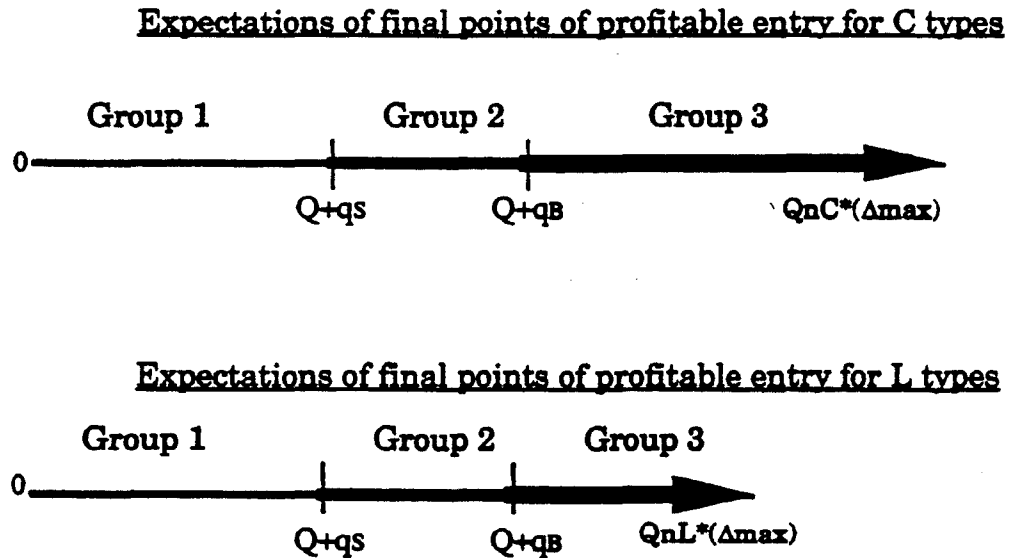 Expectations of final points of profitable entry for C types
Group 1 Group 2 Group 3
0
Q+qS Q+qB QnC*(Δmax)
Expectations of final points of profitable entry for L types
Group 1 Group 2 Group 3
0
Q+qS Q+qB QnL*(Δmax)